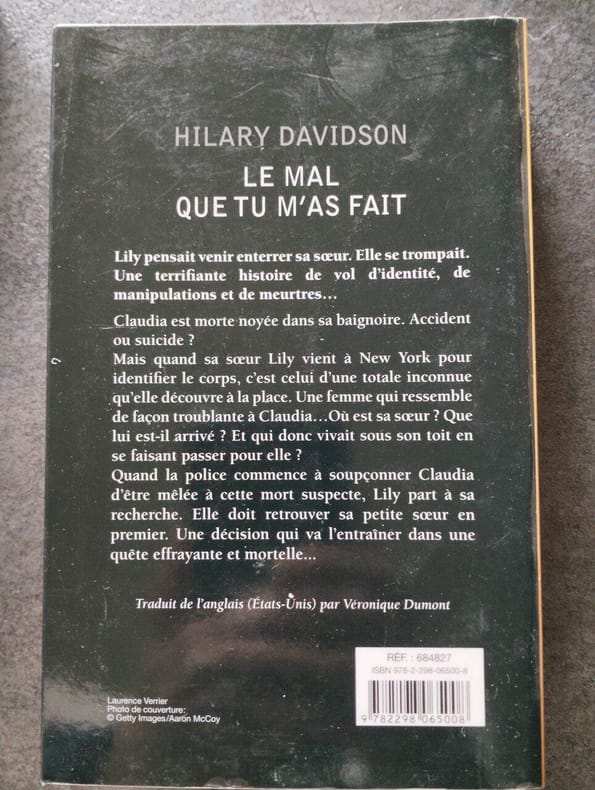 HILARY DAVIDSON
LE MAL
QUE TU M'AS FAIT
Lily pensait venir enterrer sa sœur. Elle se trompait.
Une terrifiante histoire de vol d'identité, de
manipulations et de meurtres…
Claudia est morte noyée dans sa baignoire. Accident
ou suicide ?
Mais quand sa sœur Lily vient à New York pour
identifier le corps, c'est celui d'une totale inconnue
qu'elle découvre à la place. Une femme qui ressemble
de façon troublante à Claudia…Où est sa sœur ? Que
lui est-il arrivé ? Et qui donc vivait sous son toit en
se faisant passer pour elle ?
Quand la police commence à soupçonner Claudia
d'être mêlée à cette mort suspecte, Lily part à sa
recherche. Elle doit retrouver sa petite sœur en
premier. Une décision qui va l'entraîner dans une
quête effrayante et mortelle...
Traduit de l'anglais (États-Unis) par Véronique Dumont
RÉF. : 684827
ISBN 978-2-298-06500-8
9 782298 065008
Laurence Verrier
Photo de couverture:
© Getty Images/Aaron McCoy